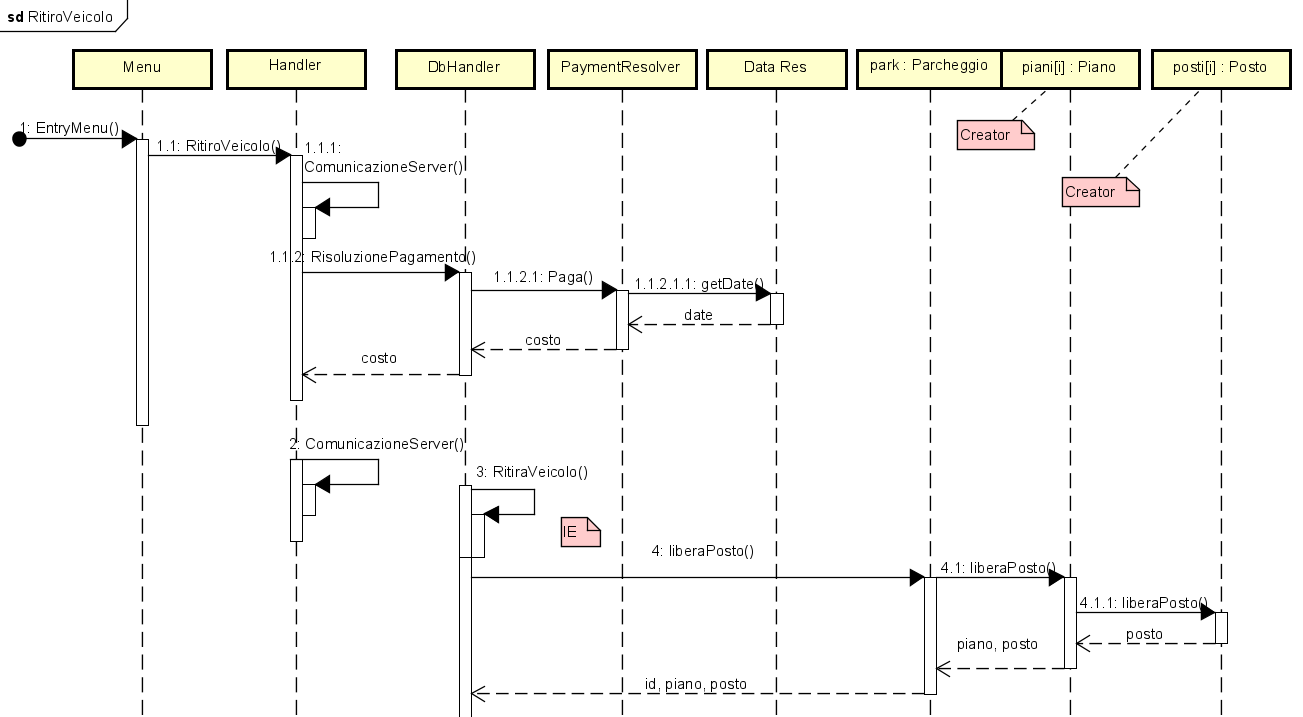 sd RitiroVeicolo
Menu
Handler
DbHandler
PaymentResolver
Data Res
park : Parcheggio
piani[i] : Piano
posti[i] : Posto
1: EntryMenu()
Creator
1.1: RitiroVeicolo()
1.1.1:
ComunicazioneServer()
Creator
1.1.2: RisoluzionePagamento()
1.1.2.1: Paga()
1.1.2.1.1: getDate()
date
costo
costo
2: ComunicazioneServer()
3: RitiraVeicolo()
IE
4: liberaPosto()
4.1: liberaPosto()
4.1.1: liberaPosto()
posto
piano, posto
id, piano, posto